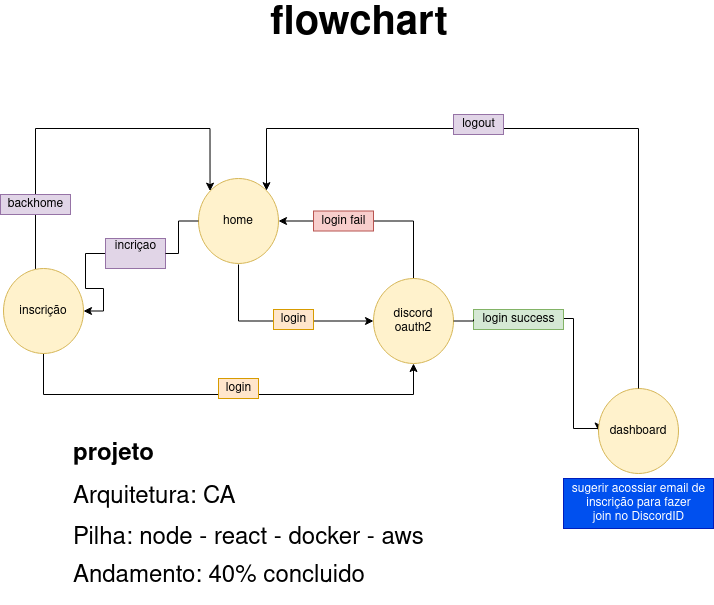 flowchart
logout
backhome
home
login fail
incriçao
inscrição
discord
oauth2
login
login success
login
dashboard
projeto
sugerir acossiar email de
inscrição para fazer
join no DiscordID
Arquitetura: CA
Pilha: node - react - docker - aws
Andamento: 40% concluido